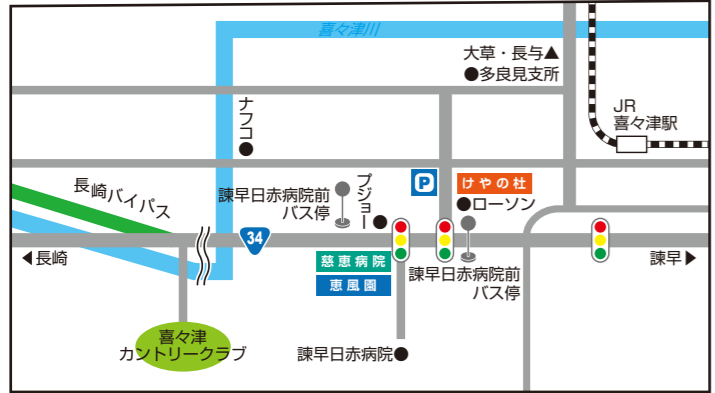 喜々津川
大草・長与▲
●多良見支所
JR
喜々津駅
ナフコ
長崎バイパス
諫早日赤病院前
バス停
プジョー
P
けやの杜
●ローソン
34
◀長崎
諫早▶
慈恵病院
恵風園
諫早日赤病院前
バス停
喜々津
カントリークラブ
諫早日赤病院●